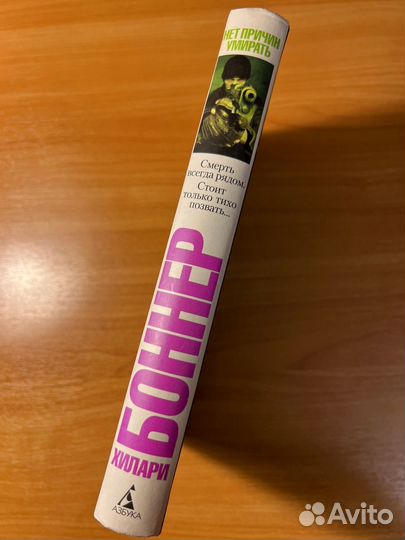 НЕТ ПРИЧИН
УМИРАТЬ
Смерть
всегда рядом.
Стоит
только тихо
позвать...
ХИЛАРИ
БОННЕР
АЗБУКА
Avito